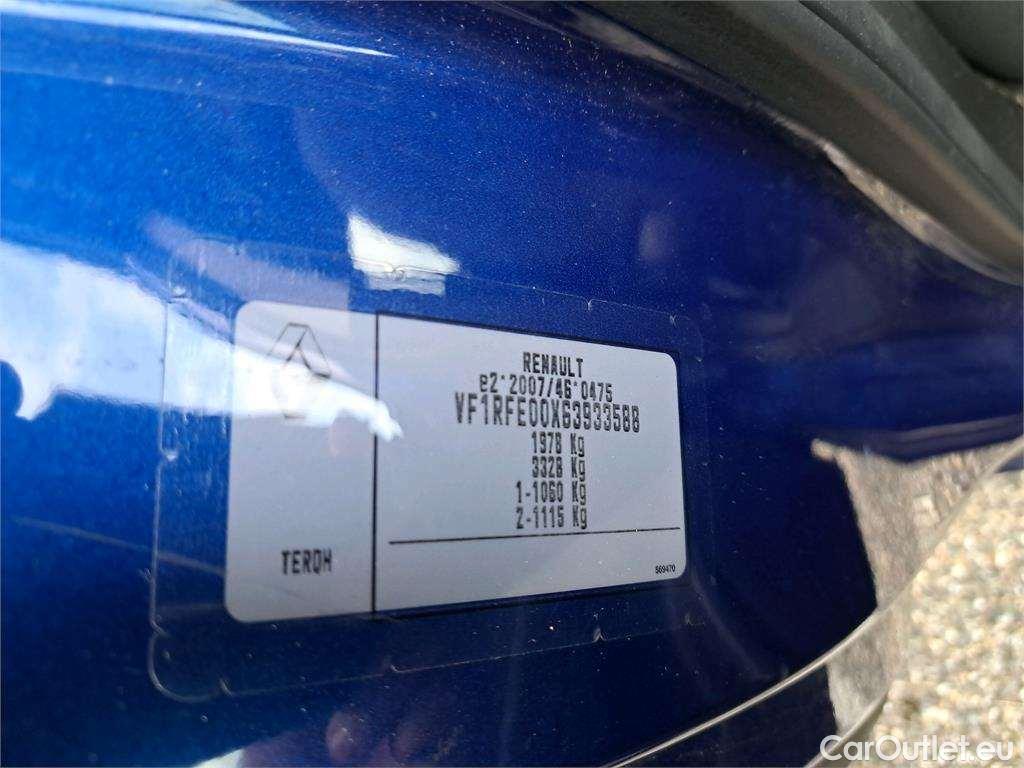 RENAULT
e2*2007/46*0475
VF1RFE00X63933588
1978 Kg
3328 Kg
1-1060 Kg
2-1115 Kg
TERQH
S69470
CarOutlet.eu